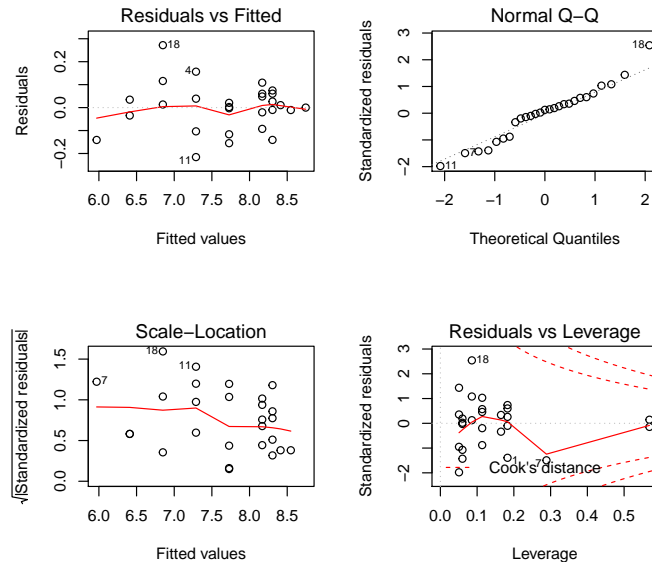 Residuals vs Fitted
Residuals
0.2
0.0
−0.2
18
4
11
6.0 6.5 7.0 7.5 8.0 8.5
Fitted values
Normal Q−Q
Standardized residuals
3
2
1
0
−1
−2
18
7
11
−2 −1 0 1 2
Theoretical Quantiles
Scale−Location
√|Standardized residuals|
1.5
1.0
0.5
0.0
18
11
7
6.0 6.5 7.0 7.5 8.0 8.5
Fitted values
Residuals vs Leverage
Standardized residuals
3
2
1
0
−2
18
1
7
Cook's distance
0.0 0.1 0.2 0.3 0.4 0.5
Leverage